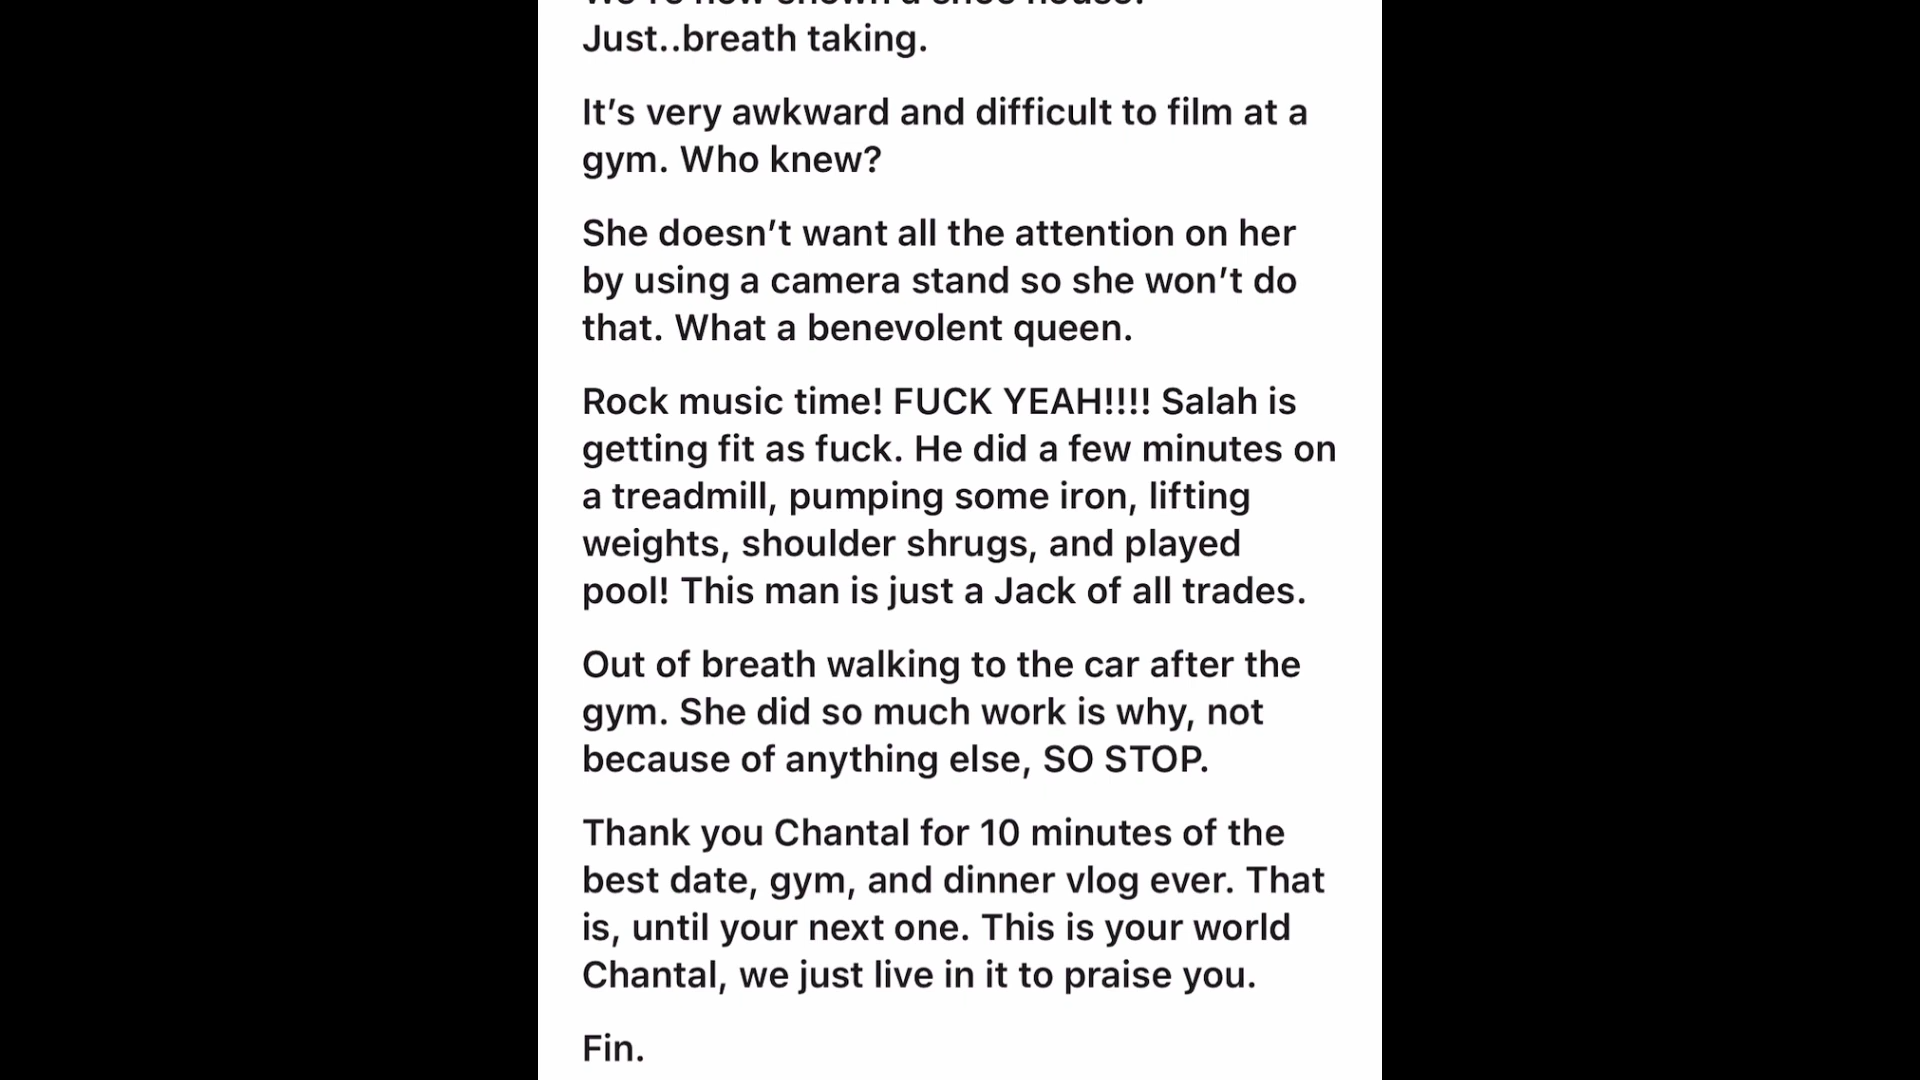 We're now shown a shoe house.
Just..breath taking.
It's very awkward and difficult to film at a
gym. Who knew?
She doesn't want all the attention on her
by using a camera stand so she won't do
that. What a benevolent queen.
Rock music time! FUCK YEAH!!!! Salah is
getting fit as fuck. He did a few minutes on
a treadmill, pumping some iron, lifting
weights, shoulder shrugs, and played
pool! This man is just a Jack of all trades.
Out of breath walking to the car after the
gym. She did so much work is why, not
because of anything else, SO STOP.
Thank you Chantal for 10 minutes of the
best date, gym, and dinner vlog ever. That
is, until your next one. This is your world
Chantal, we just live in it to praise you.
Fin.